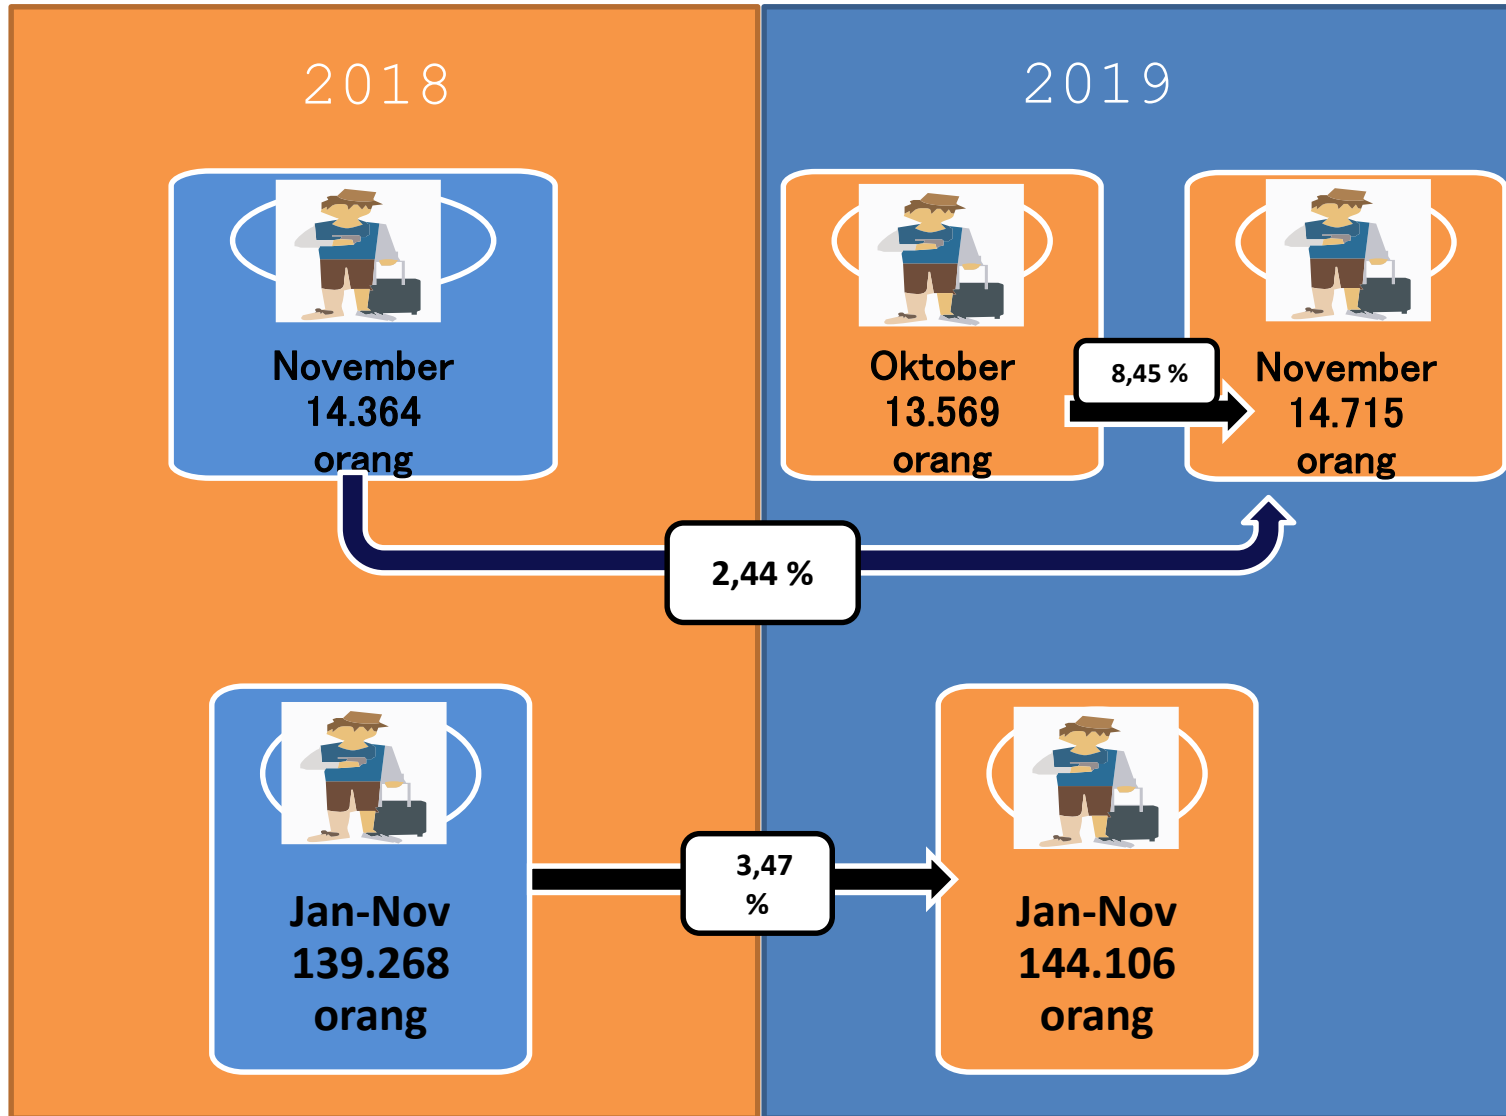 2018
2019
November
14.364
orang
Oktober
13.569
orang
8,45 %
November
14.715
orang
2,44 %
Jan-Nov
139.268
orang
3,47
%
Jan-Nov
144.106
orang